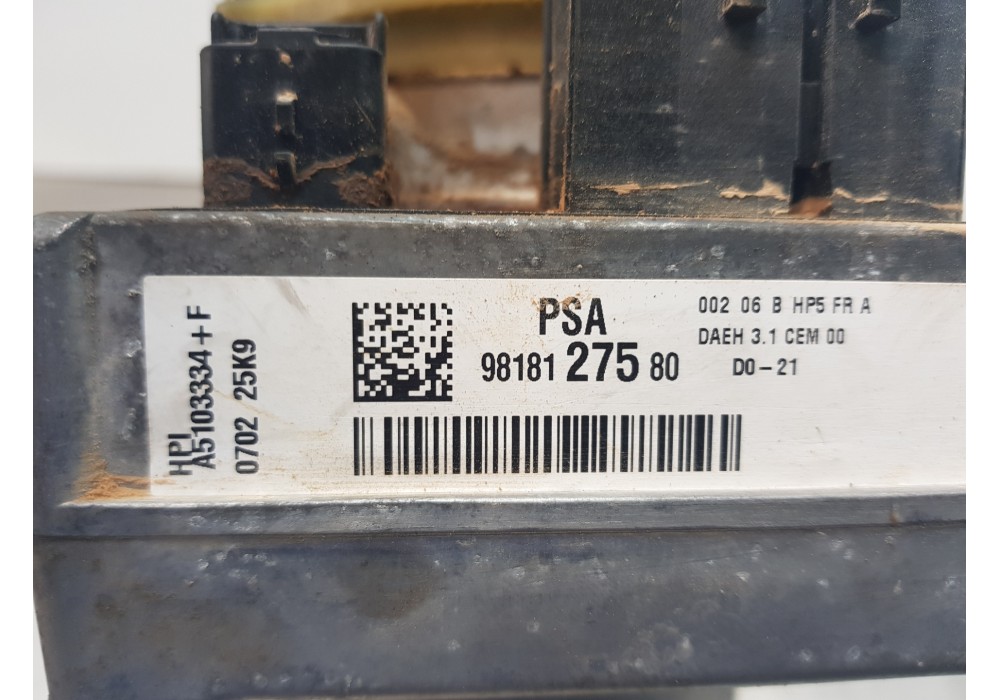 HPI
A5103334+F
0702 25K9
PSA
98181 275 80
002 06 B HP5 FR A
DAEH 3.1 CEM 00
D0-21